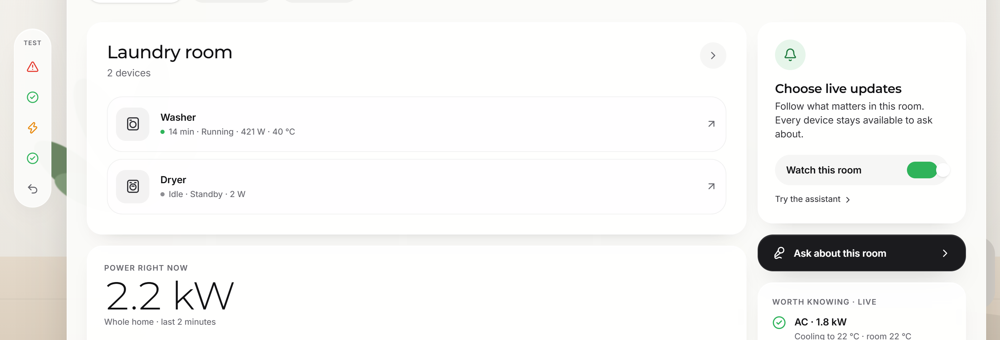 TEST
Laundry room
2 devices
Washer
14 min · Running · 421 W · 40 °C
Dryer
Idle · Standby · 2 W
POWER RIGHT NOW
2.2 kW
Whole home · last 2 minutes
Choose live updates
Follow what matters in this room.
Every device stays available to ask
about.
Watch this room
Try the assistant
Ask about this room
WORTH KNOWING · LIVE
AC · 1.8 kW
Cooling to 22 °C · room 22 °C